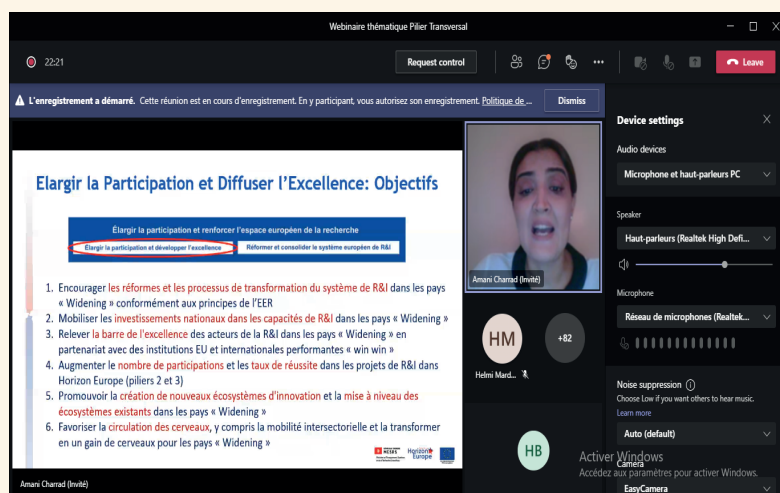 Webinaire thématique Pilier Transversal
22:21
Request control
Leave
L'enregistrement a démarré. Cette réunion est en cours d'enregistrement. En y participant, vous autorisez son enregistrement. Politique de ...
Dismiss
Elargir la Participation et Diffuser l'Excellence: Objectifs
Élargir la participation et renforcer l'espace européen de la recherche
Élargir la participation et développer l'excellence
Réformer et consolider le système européen de R&I
1. Encourager les réformes et les processus de transformation du système de R&I dans les pays
« Widening » conformément aux principes de l'EER
2. Mobiliser les investissements nationaux dans les capacités de R&I dans les pays « Widening »
3. Relever la barre de l'excellence des acteurs de la R&I dans les pays « Widening » en
partenariat avec des institutions EU et internationales performantes « win win »
4. Augmenter le nombre de participations et les taux de réussite dans les projets de R&I dans
Horizon Europe (piliers 2 et 3)
5. Promouvoir la création de nouveaux écosystèmes d'innovation et la mise à niveau des
écosystèmes existants dans les pays « Widening »
6. Favoriser la circulation des cerveaux, y compris la mobilité intersectorielle et la transformer
en un gain de cerveaux pour les pays « Widening »
MESRS
Horizon
Europe
Amani Charrad (Invité)
Amani Charrad (Invité)
HM
Helmi Mard...
+82
HB
Device settings
Audio devices
Microphone et haut-parleurs PC
Speaker
Haut-parleurs (Realtek High Defi...
Microphone
Réseau de microphones (Realtek...
Noise suppression
Choose Low if you want others to hear music.
Learn more
Auto (default)
Camera
EasyCamera
Activer Windows
Accédez aux paramètres pour activer Windows.